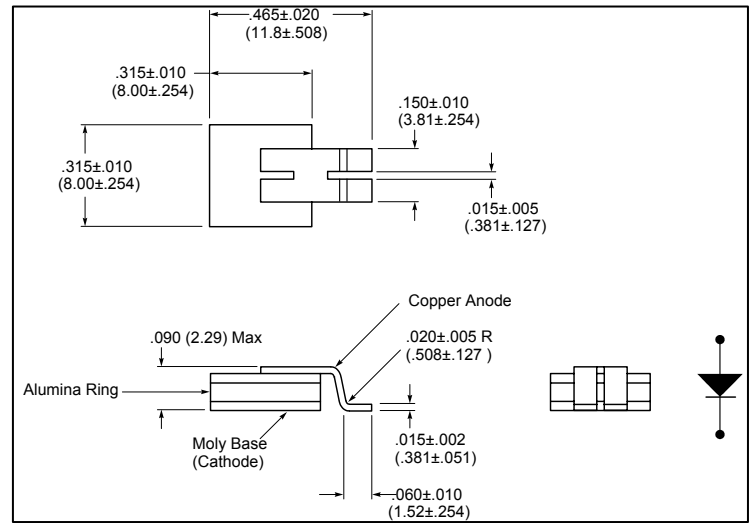 .465±.020
(11.8±.508)
.315±.010
(8.00±.254)
.150±.010
(3.81±.254)
.315±.010
(8.00±.254)
.015±.005
(.381±.127)
Copper Anode
.090 (2.29) Max
.020±.005 R
(.508±.127 )
Alumina Ring
Moly Base
(Cathode)
.015±.002
(.381±.051)
.060±.010
(1.52±.254)